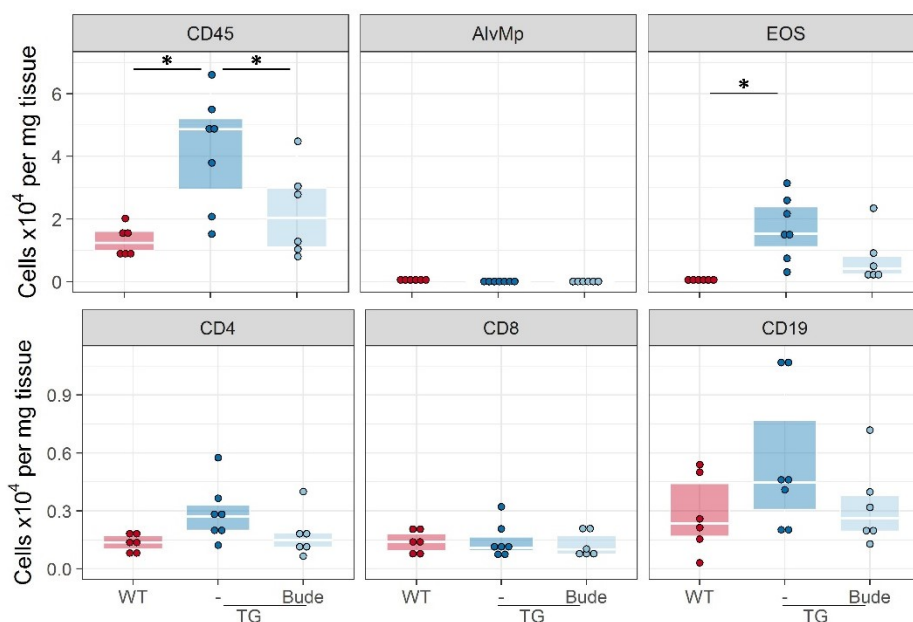 CD45 AlvMp EOS
* * *
Cells x10⁴ per mg tissue
6
4
2
0
CD4 CD8 CD19
Cells x10⁴ per mg tissue
0.9
0.6
0.3
0.0
WT - Bude WT - Bude WT - Bude
TG TG TG